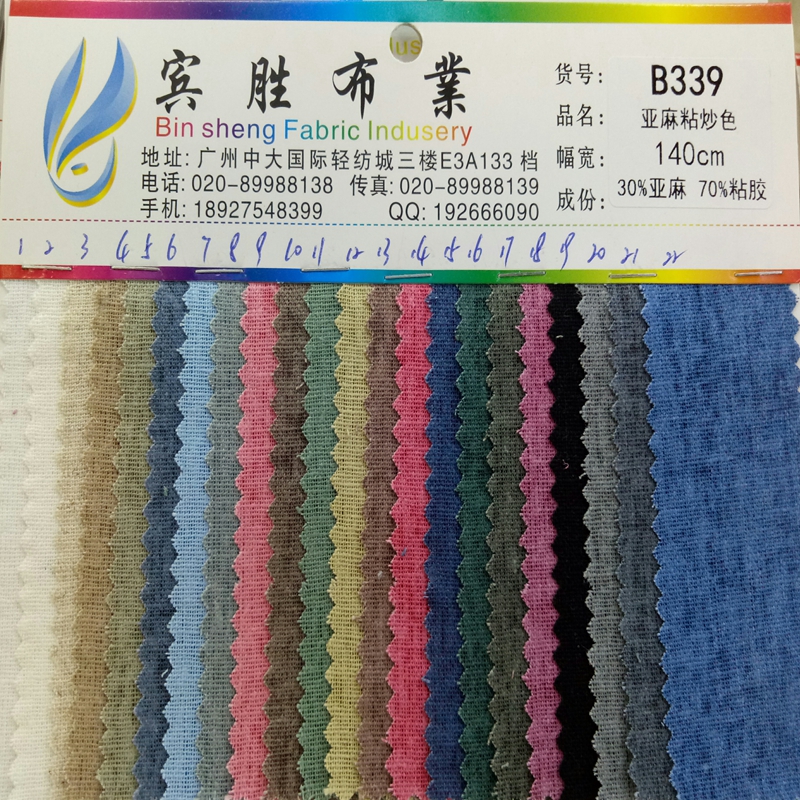 lus
宾 胜 布 業
Bin sheng Fabric Indusery
地址: 广州中大国际轻纺城三楼E3A133 档
电话: 020-89988138 传真: 020-89988139
手机: 18927548399 QQ: 192666090
货号: B339
品名: 亚麻粘炒色
幅宽: 140cm
成份: 30%亚麻 70%粘胶
1 2 3 4 5 6 7 8 9 10 11 12 13 14 15 16 17 18 19 20 21 22